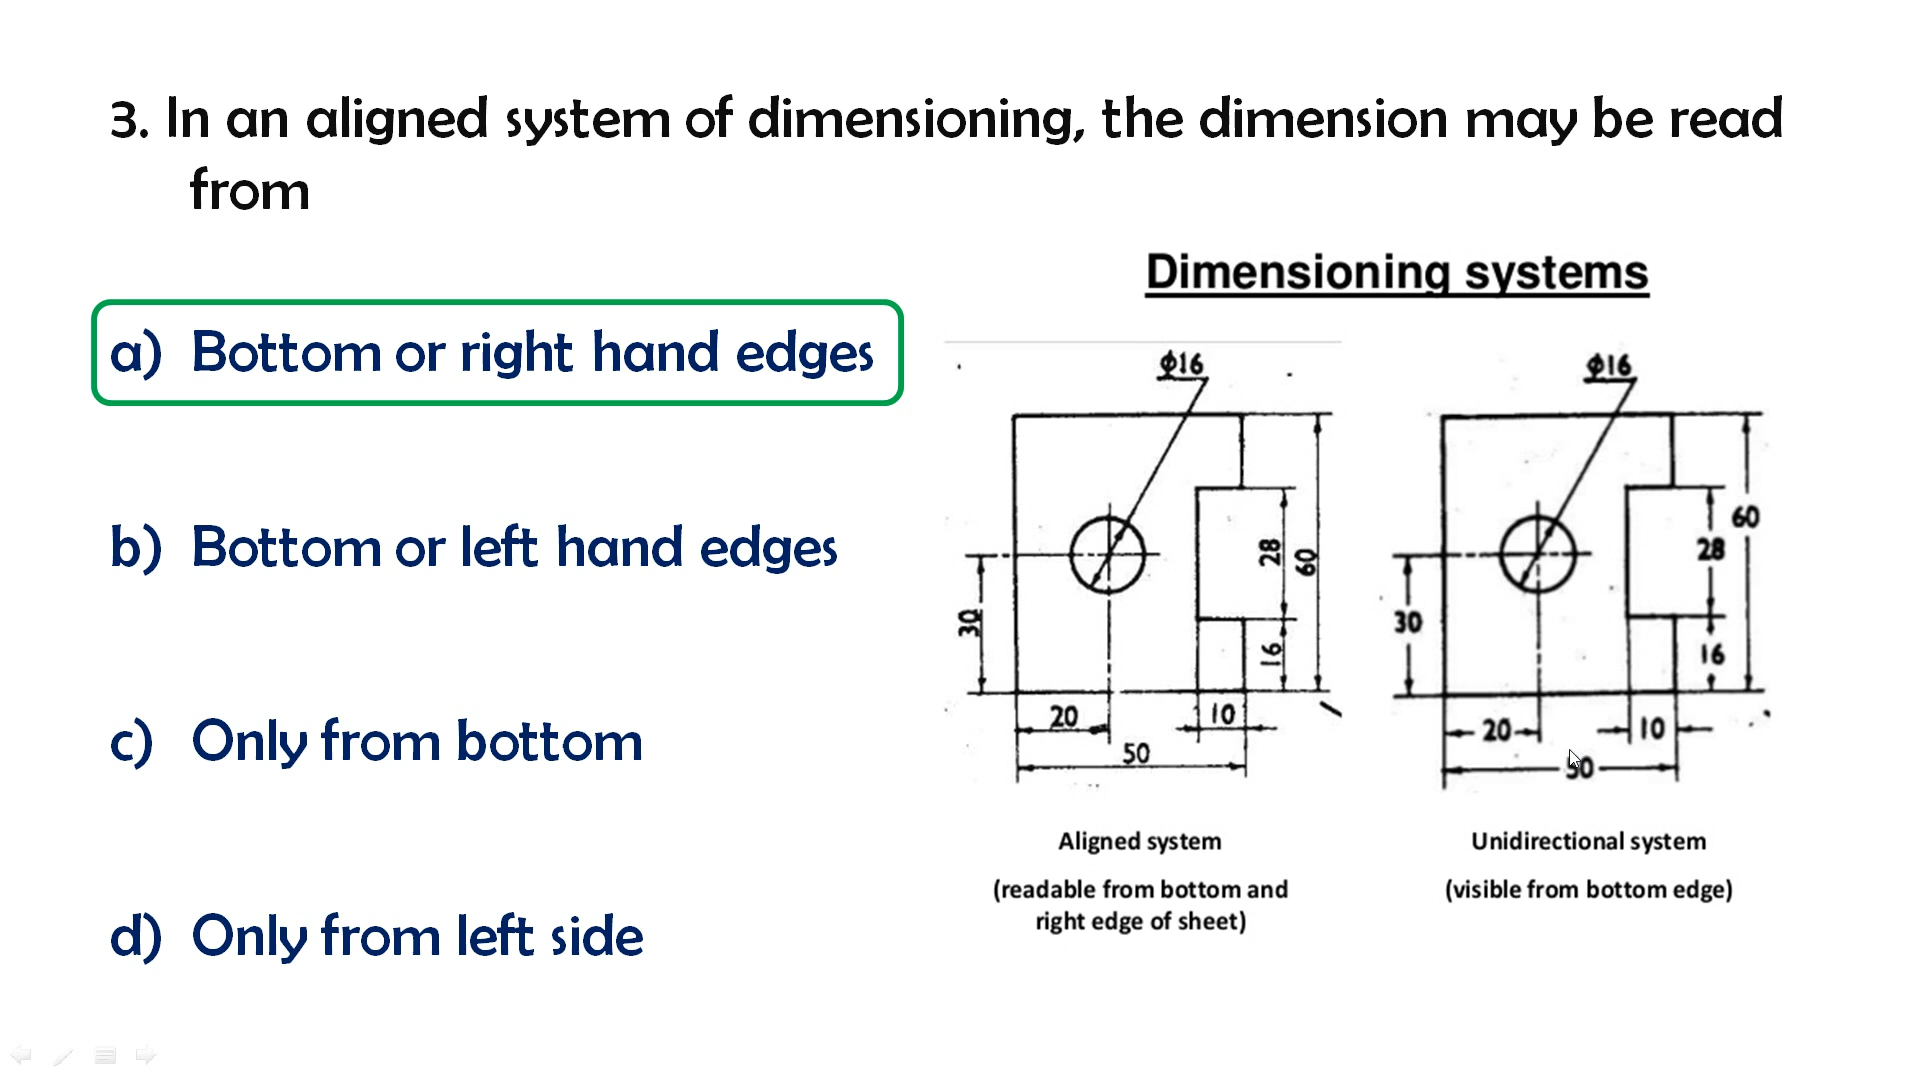 3. In an aligned system of dimensioning, the dimension may be read
from
a) Bottom or right hand edges
b) Bottom or left hand edges
c) Only from bottom
d) Only from left side
Dimensioning systems
ϕ16
28
60
30
16
20
10
50
Aligned system
(readable from bottom and
right edge of sheet)
ϕ16
60
28
30
16
20
10
50
Unidirectional system
(visible from bottom edge)